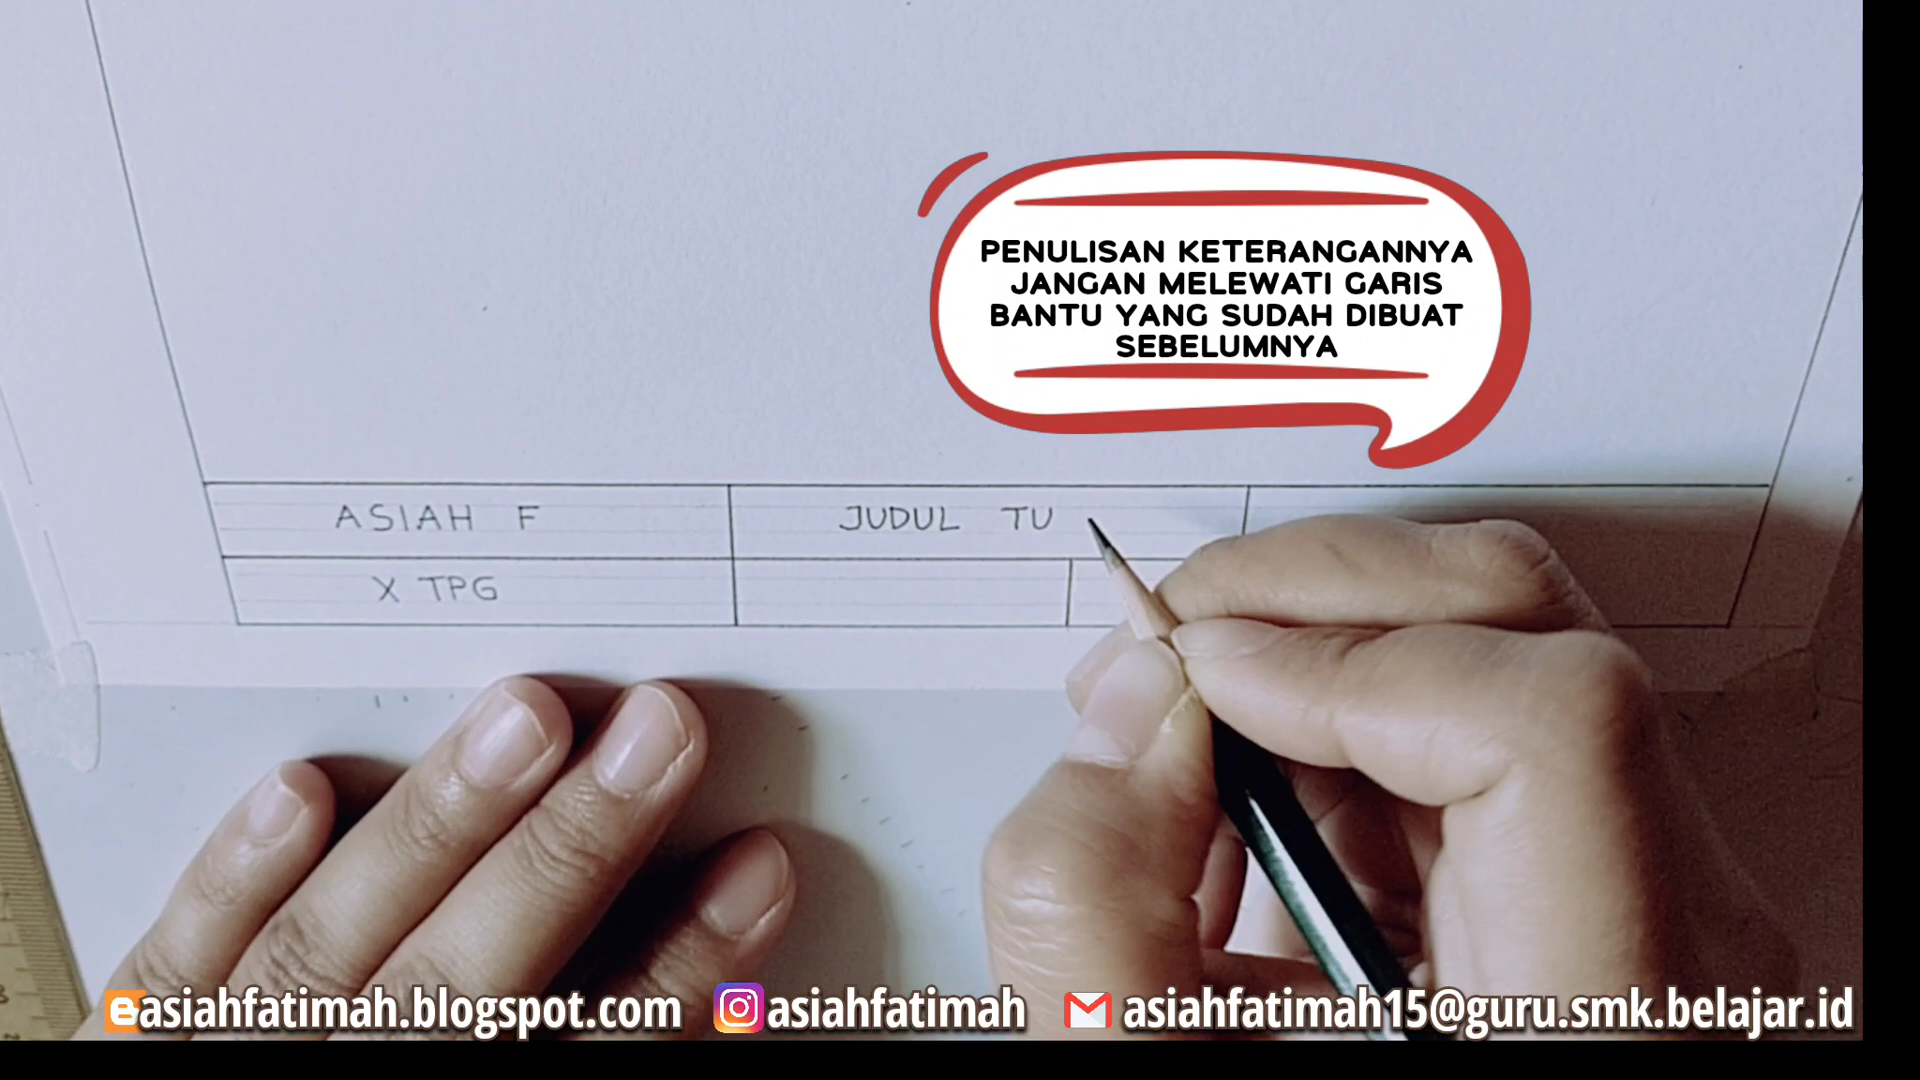 PENULISAN KETERANGANNYA
JANGAN MELEWATI GARIS
BANTU YANG SUDAH DIBUAT
SEBELUMNYA
ASIAH F
JUDUL TU
X TPG
asiahfatimah.blogspot.com
asiahfatimah
asiahfatimah15@guru.smk.belajar.id